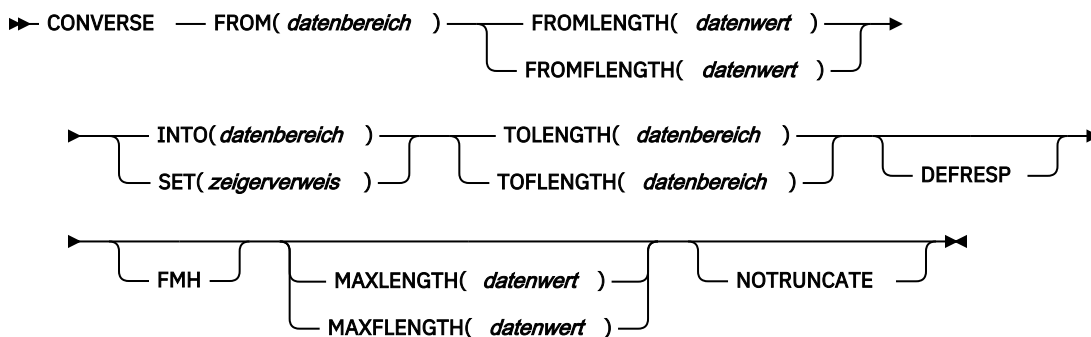 CONVERSE FROM( datenbereich ) FROMLENGTH( datenwert )
FROMFLENGTH( datenwert )
INTO( datenbereich ) TOLENGTH( datenbereich )
SET( zeigerverweis ) TOFLENGTH( datenbereich ) DEFRESP
FMH MAXLENGTH( datenwert ) NOTRUNCATE
MAXFLENGTH( datenwert )